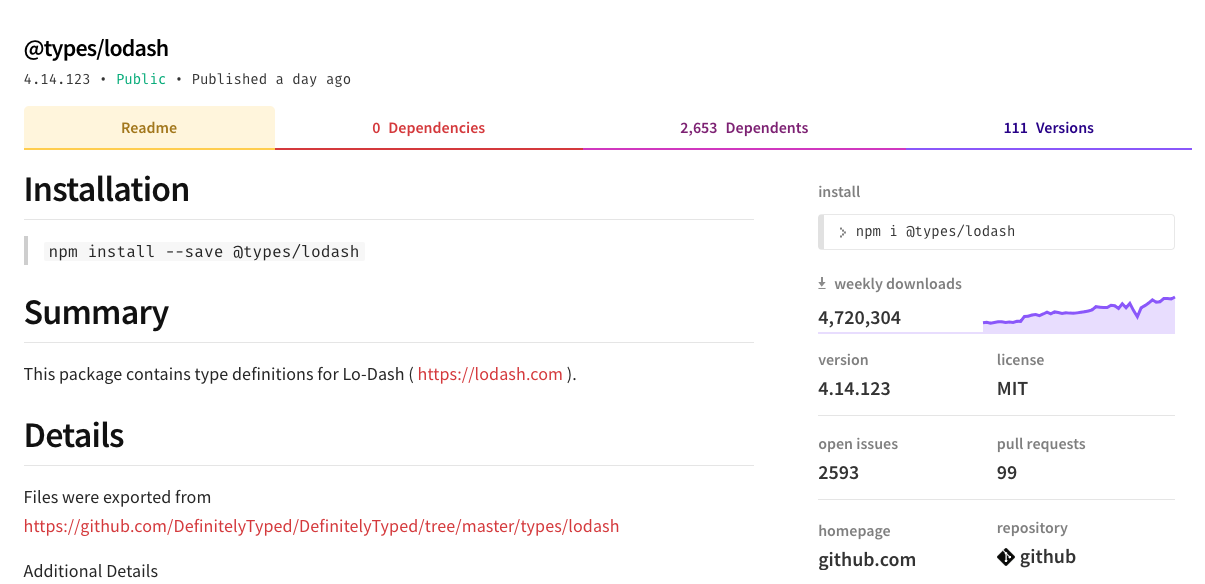 @types/lodash
4.14.123 • Public • Published a day ago
Readme
0 Dependencies
2,653 Dependents
111 Versions
Installation
npm install --save @types/lodash
Summary
This package contains type definitions for Lo-Dash ( https://lodash.com ).
Details
Files were exported from
https://github.com/DefinitelyTyped/DefinitelyTyped/tree/master/types/lodash
Additional Details
install
> npm i @types/lodash
weekly downloads
4,720,304
version
4.14.123
license
MIT
open issues
2593
pull requests
99
homepage
github.com
repository
github